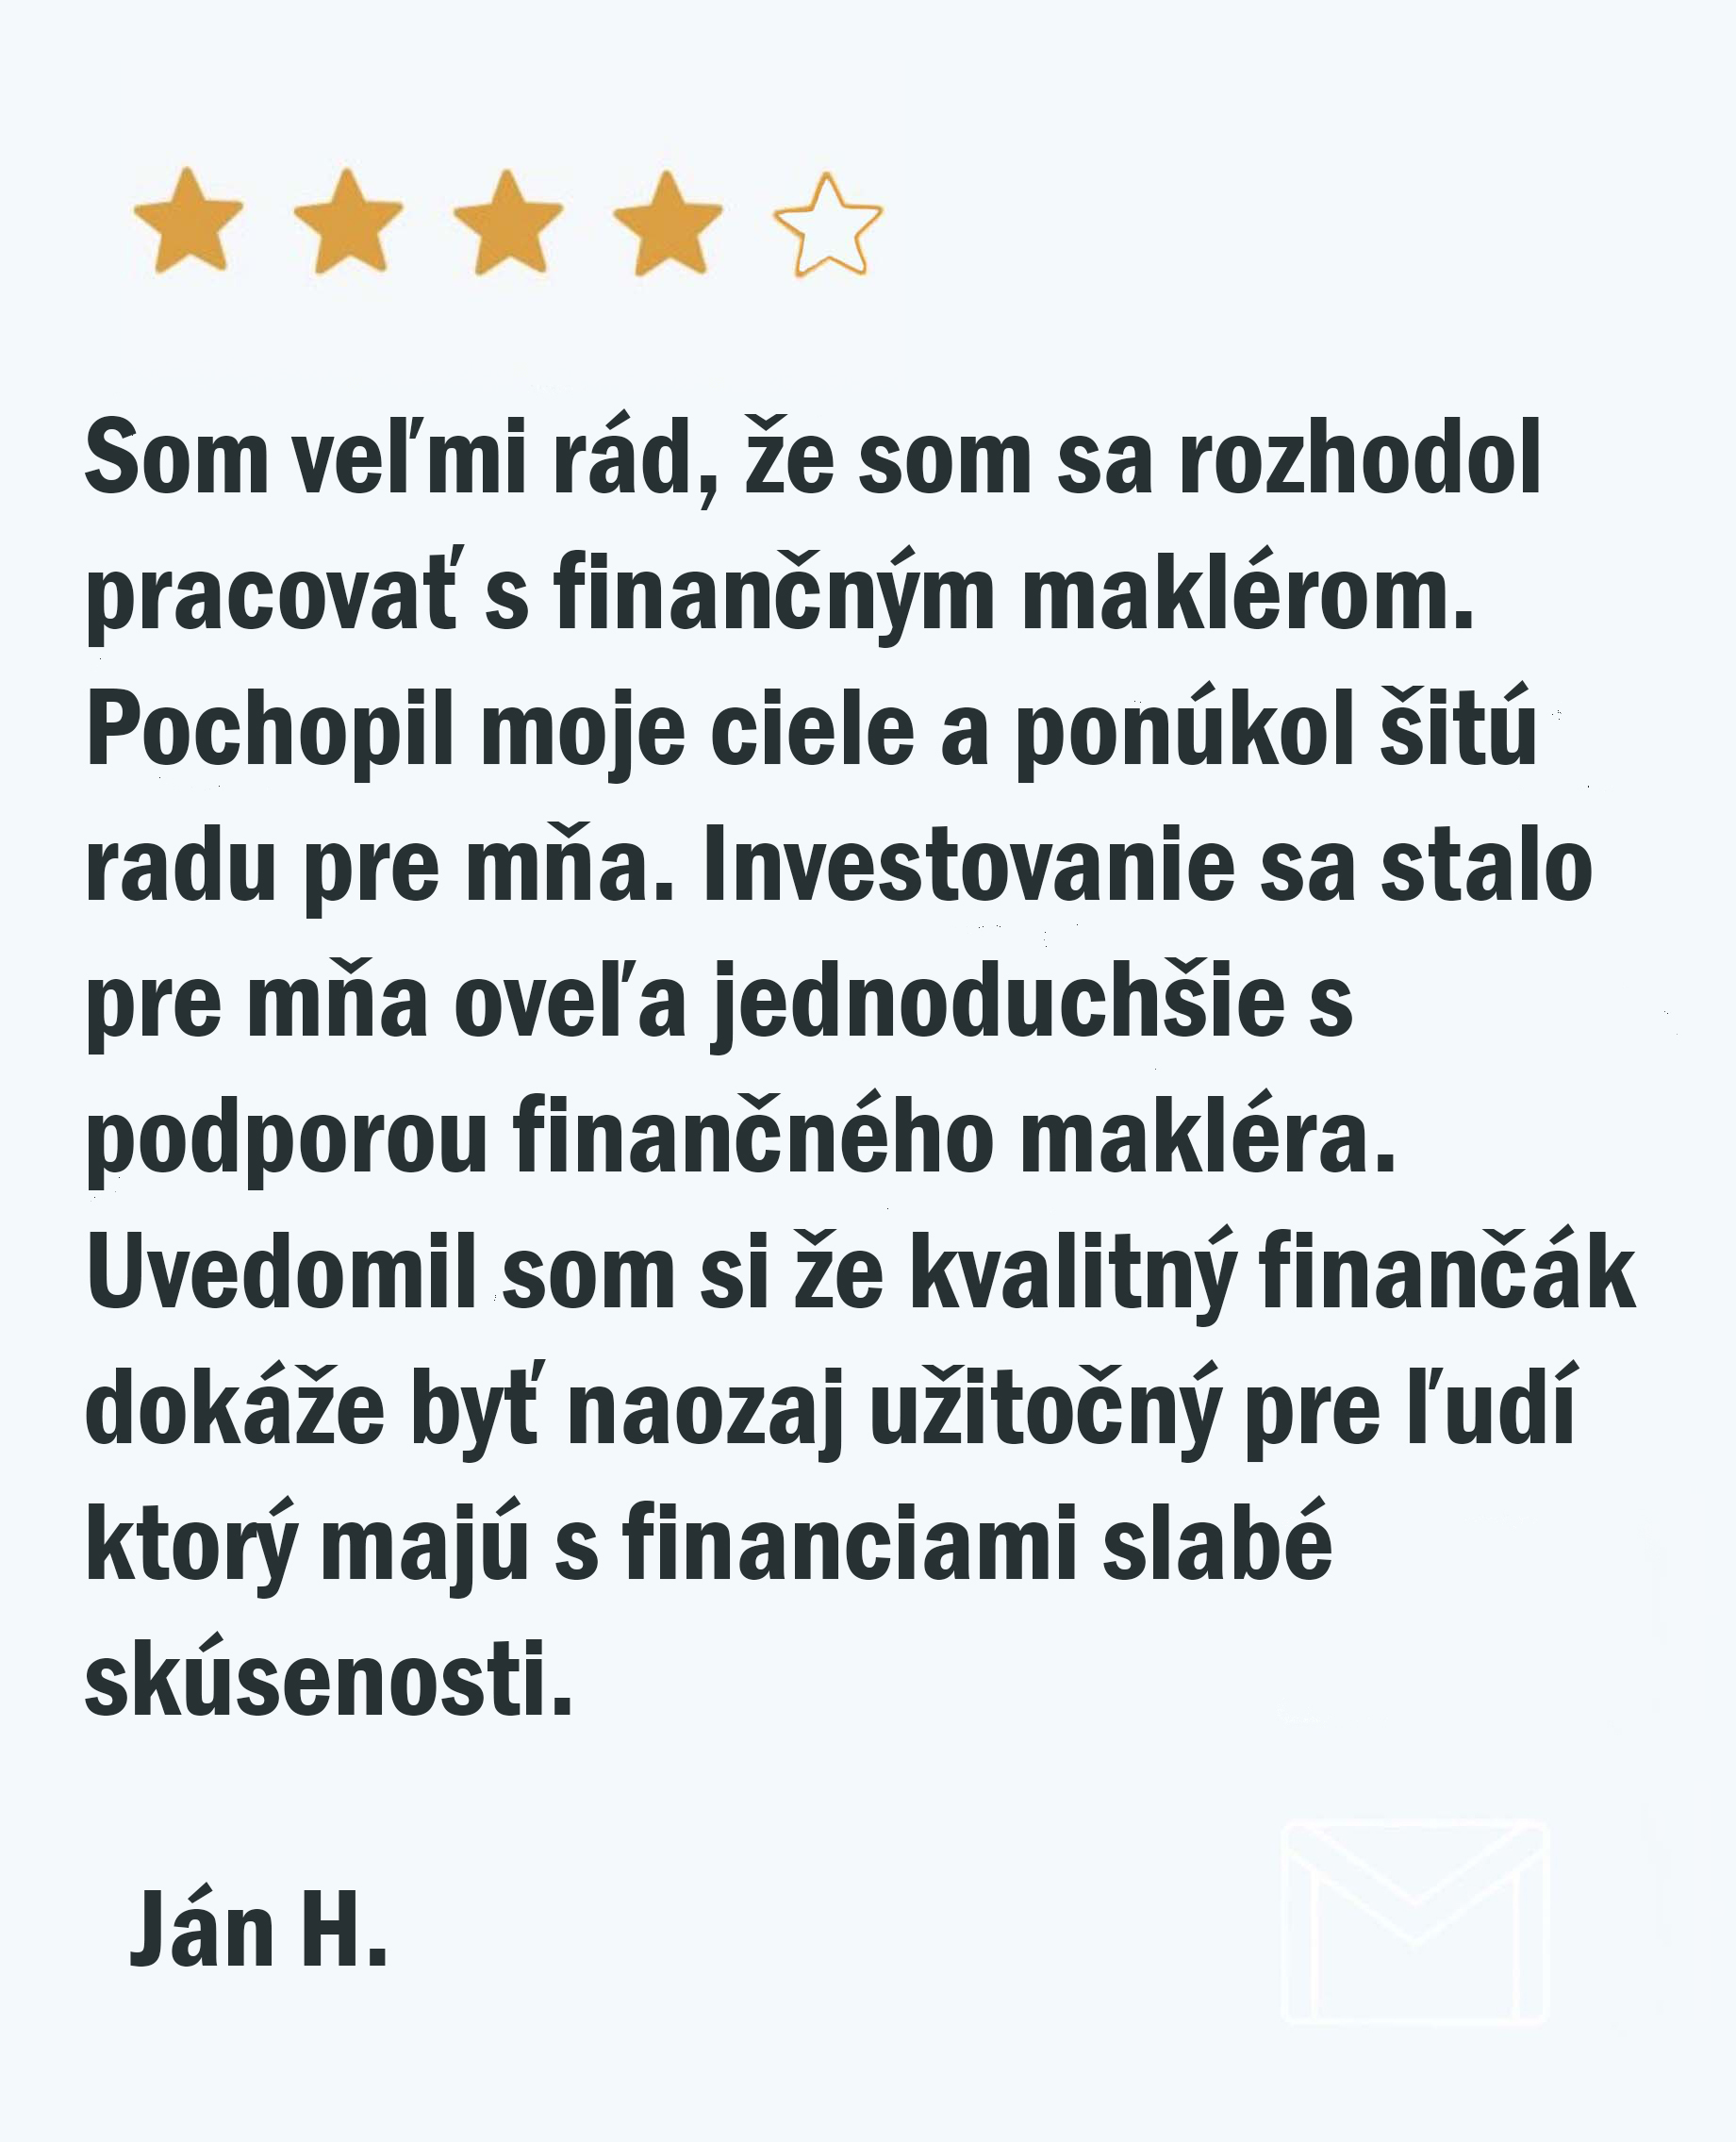 Som veľmi rád, že som sa rozhodol
pracovať s finančným maklérom.
Pochopil moje ciele a ponúkol šitú
radu pre mňa. Investovanie sa stalo
pre mňa oveľa jednoduchšie s
podporou finančného makléra.
Uvedomil som si že kvalitný finančák
dokáže byť naozaj užitočný pre ľudí
ktorý majú s financiami slabé
skúsenosti.
Ján H.